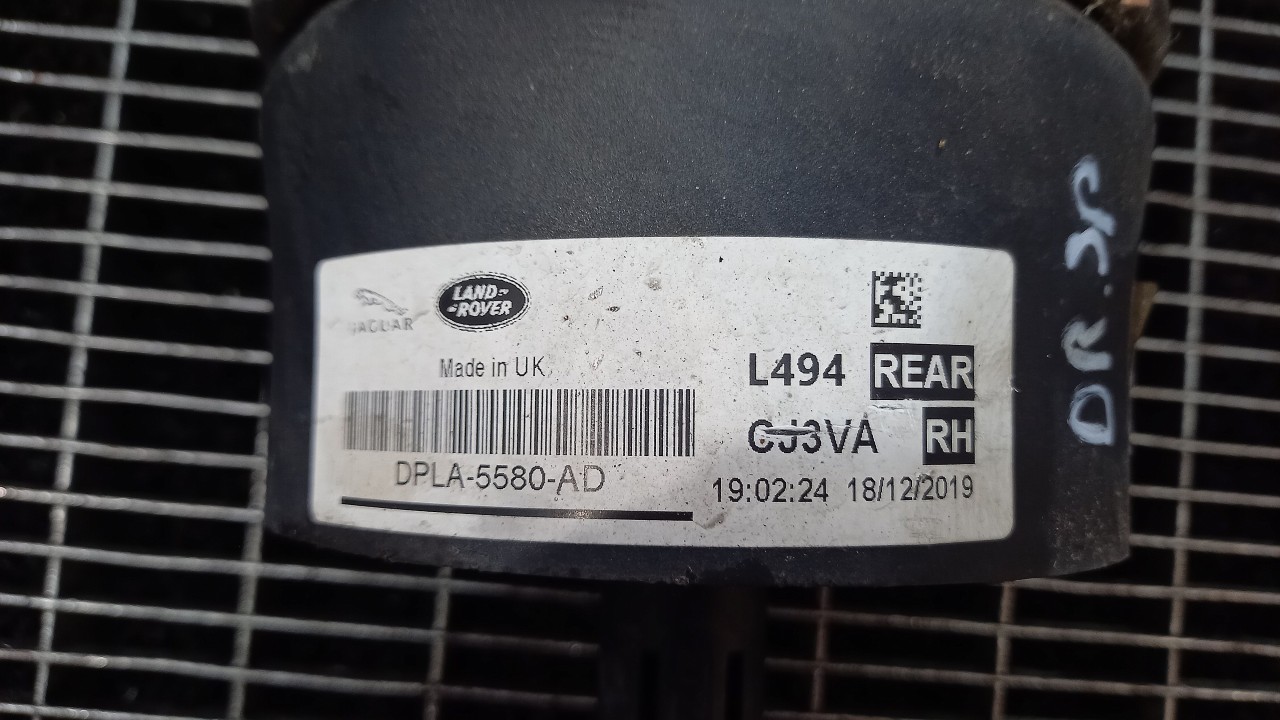 JAGUAR
LAND-
-ROVER
Made in UK
L494 REAR
CJ3VA RH
DPLA-5580-AD
19:02:24 18/12/2019